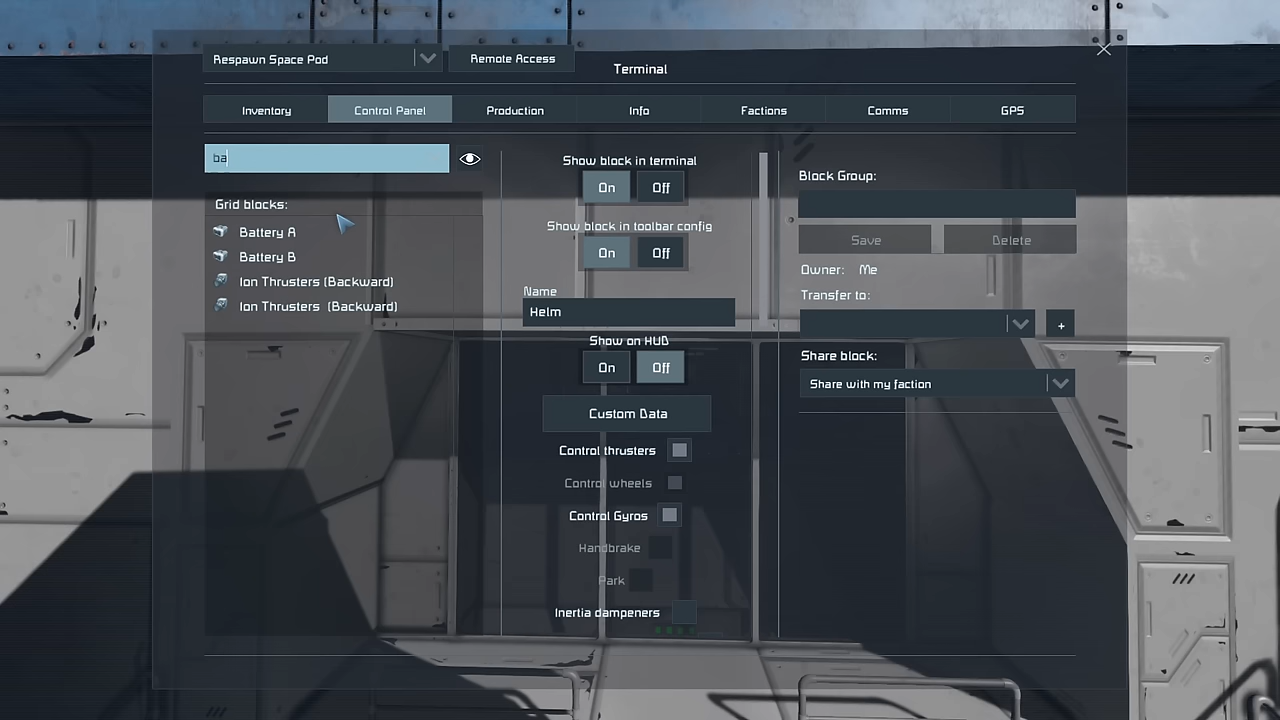 Respawn Space Pod
Remote Access
Terminal
Inventory
Control Panel
Production
Info
Factions
Comms
GPS
ba
Grid blocks:
Battery A
Battery B
Ion Thrusters (Backward)
Ion Thrusters  (Backward)
Show block in terminal
On Off
Show block in toolbar config
On Off
Name
Helm
Show on HUD
On Off
Custom Data
Control thrusters
Control wheels
Control Gyros
Handbrake
Park
Inertia dampeners
Block Group:
Save
Delete
Owner: Me
Transfer to:
+
Share block:
Share with my faction